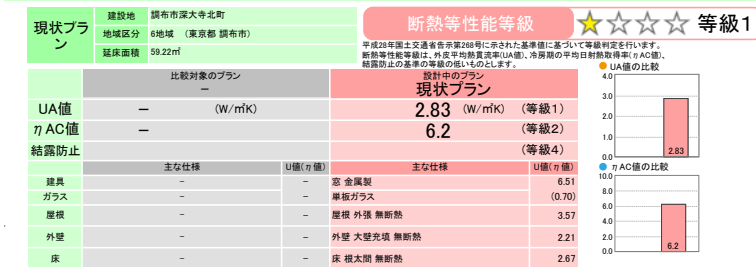 現状プラン
建設地 調布市深大寺北町
地域区分 6地域 （東京都 調布市）
延床面積 59.22㎡
断熱等性能等級 ★☆☆☆ 等級1
平成28年国土交通省告示第268号に示された基準値に基づいて等級判定を行います。
断熱等性能等級は、外皮平均熱貫流率(UA値)、冷房期の平均日射熱取得率(ηAC値)、
結露防止の基準の等級の低いものとします。
比較対象のプラン 設計中のプラン
－ 現状プラン
UA値 － (W/㎡K) 2.83 (W/㎡K) (等級1)
ηAC値 － 6.2 (等級2)
結露防止 (等級4)
主な仕様 U値(η値) 主な仕様 U値(η値)
建具 － － 窓 金属製 6.51
ガラス － － 単板ガラス (0.70)
屋根 － － 屋根 外張 無断熱 3.57
外壁 － － 外壁 大壁充填 無断熱 2.21
床 － － 床 根太間 無断熱 2.67
UA値の比較
4.0
3.0
2.0
1.0
0.0
2.83
ηAC値の比較
10.0
8.0
6.0
4.0
2.0
0.0
6.2